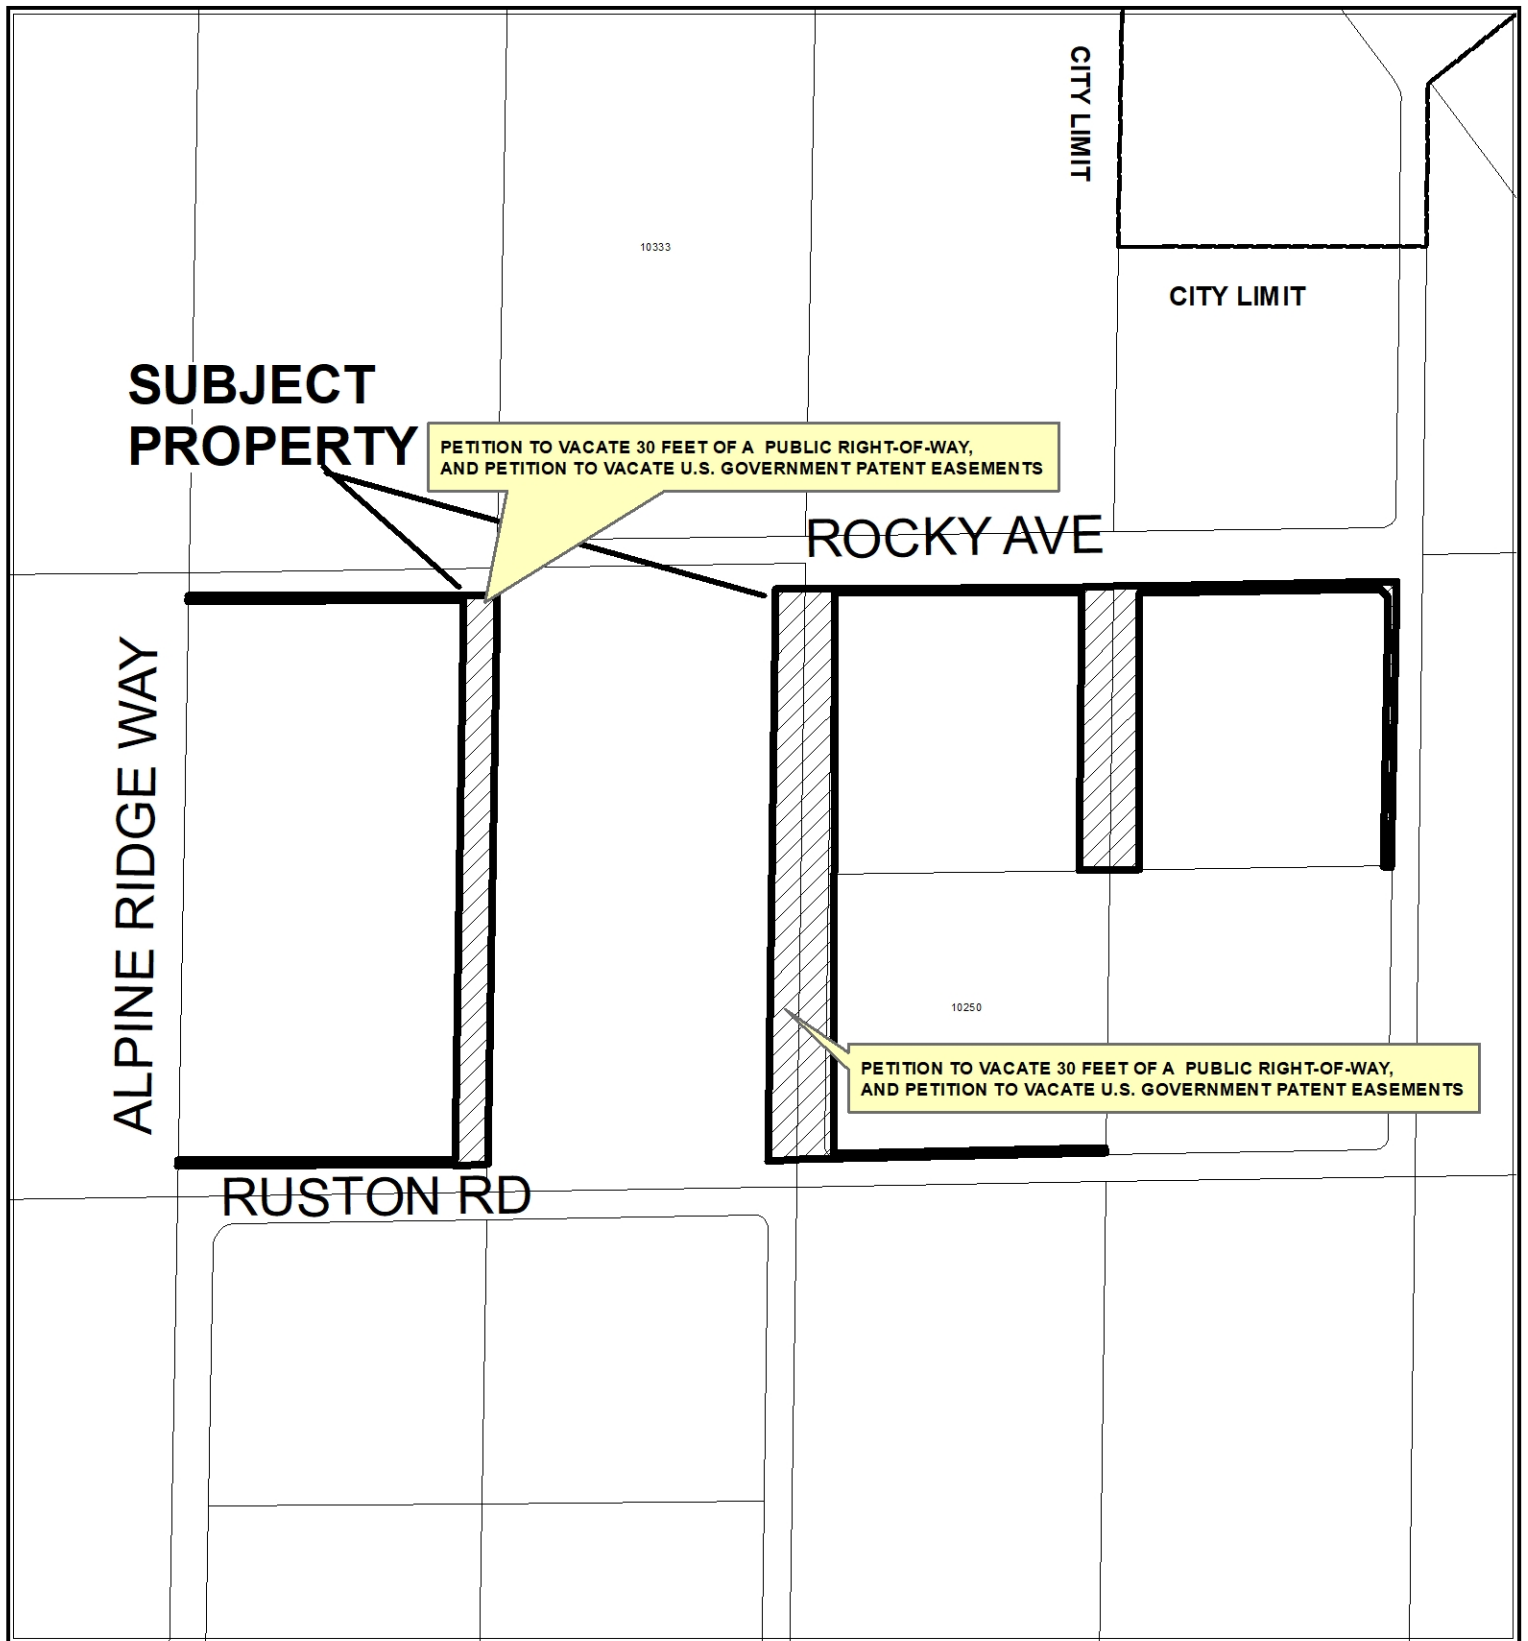 CITY LIMIT
10333
CITY LIMIT
SUBJECT
PROPERTY
PETITION TO VACATE 30 FEET OF A PUBLIC RIGHT-OF-WAY,
AND PETITION TO VACATE U.S. GOVERNMENT PATENT EASEMENTS
ROCKY AVE
ALPINE RIDGE WAY
10250
PETITION TO VACATE 30 FEET OF A PUBLIC RIGHT-OF-WAY,
AND PETITION TO VACATE U.S. GOVERNMENT PATENT EASEMENTS
RUSTON RD